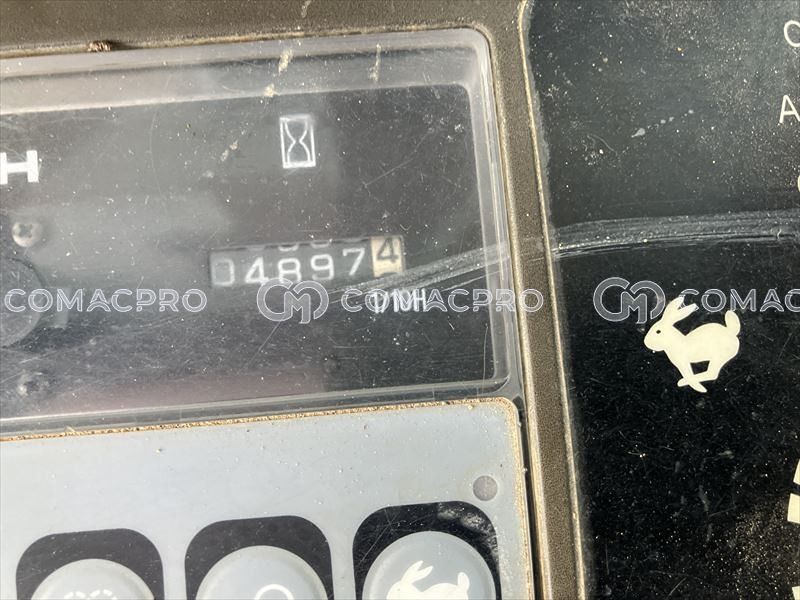 H
048974
1/10H
COMACPRO
COMACPRO
COMAC
C
A